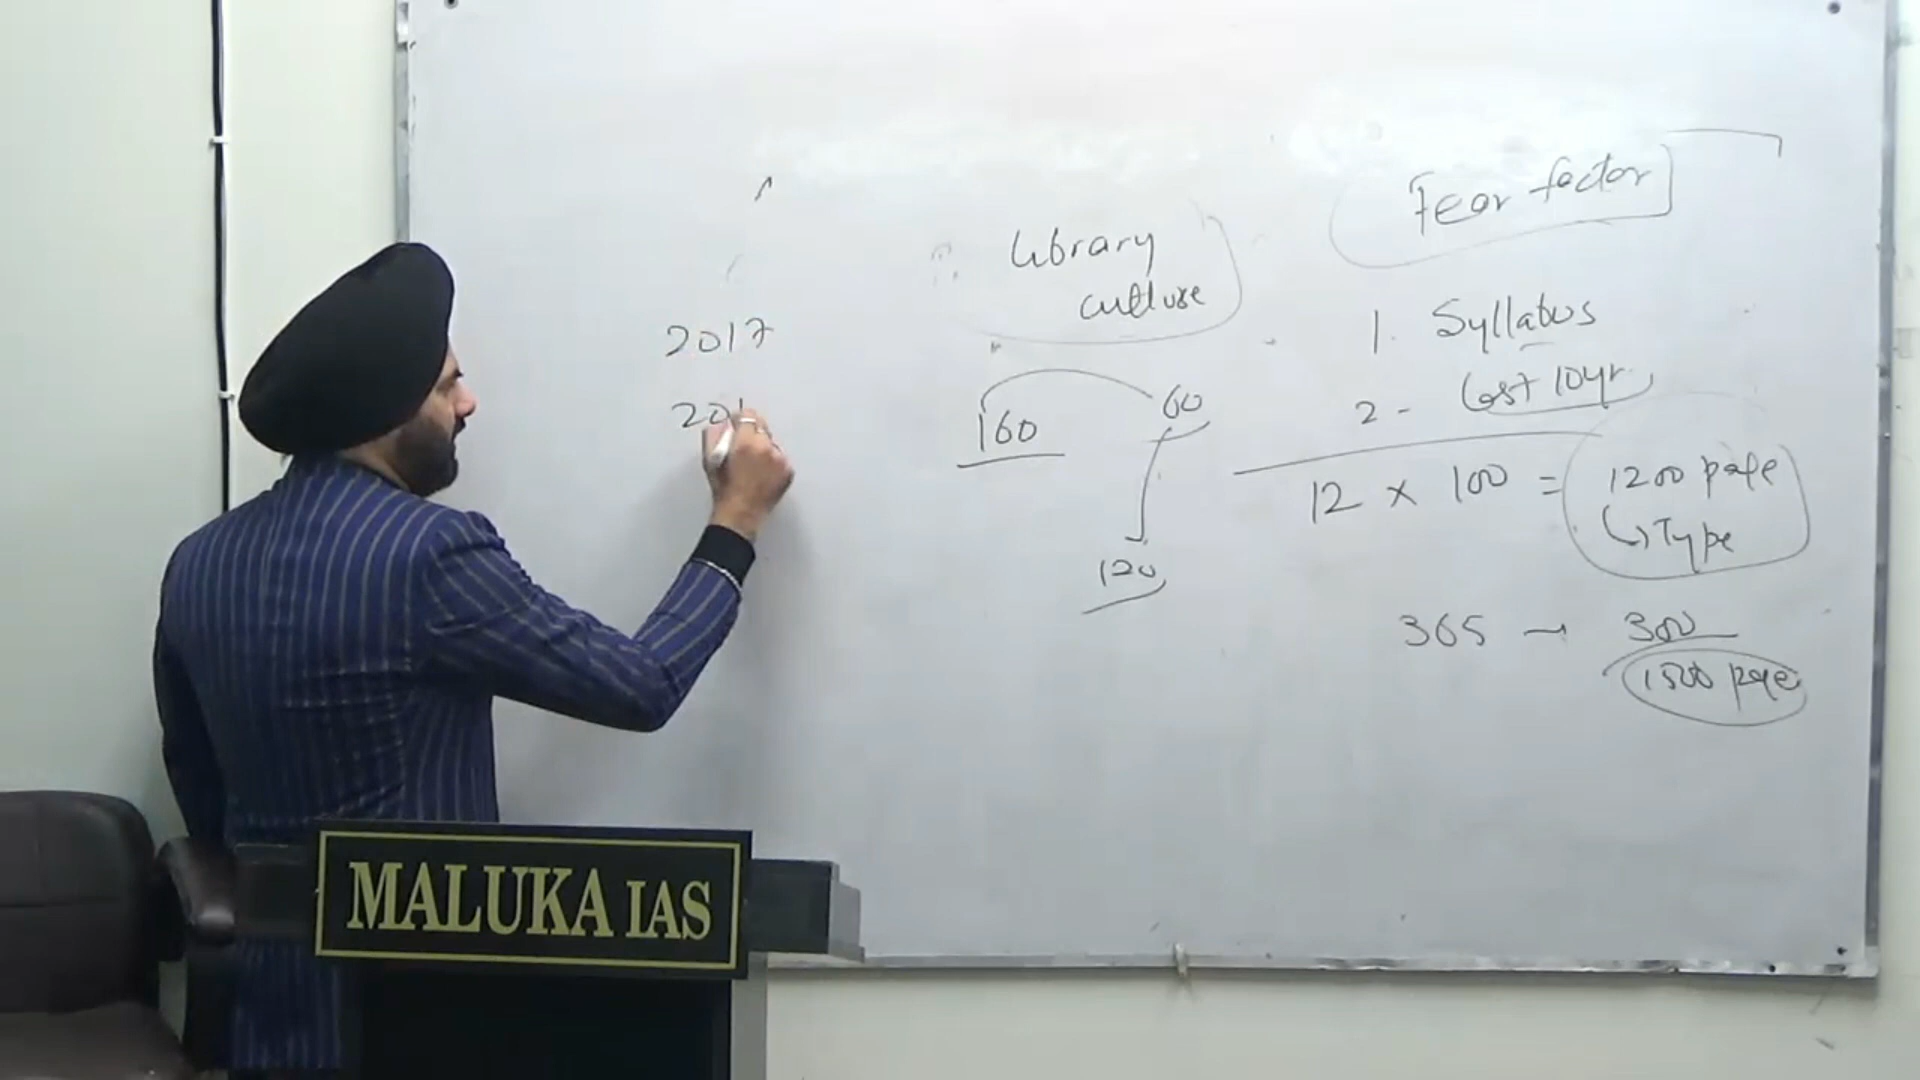 Fear factor
Library
culture
2017
201
1. Syllabus
2 - Last 10yr.
160
60
120
12 x 100 = 1200 page
↳ Type
365 → 300
1500 page
MALUKA IAS